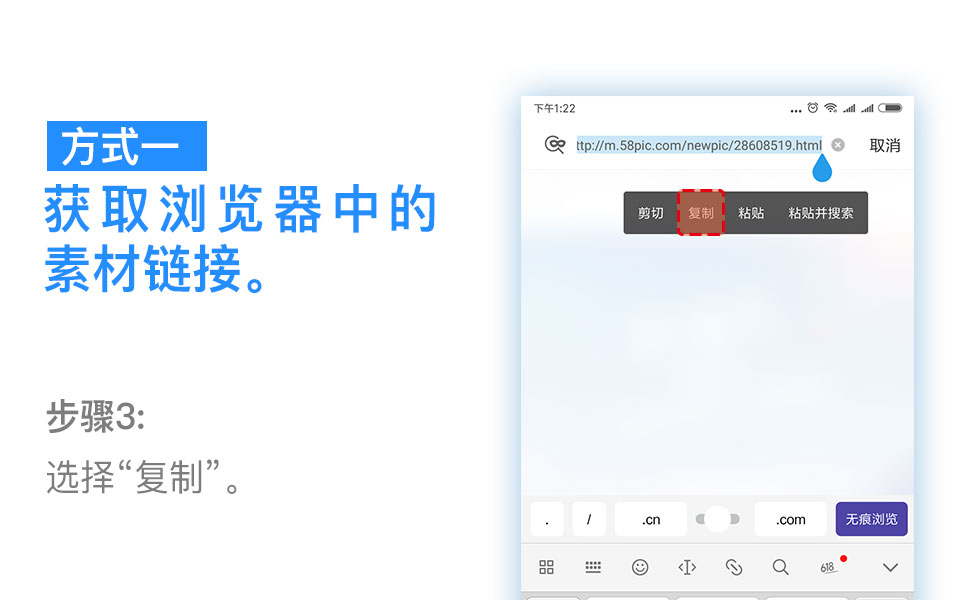 方式一
获取浏览器中的
素材链接。
步骤3:
选择“复制”。
下午1:22
ttp://m.58pic.com/newpic/28608519.html
取消
剪切 复制 粘贴 粘贴并搜索
. / .cn .com 无痕浏览
618